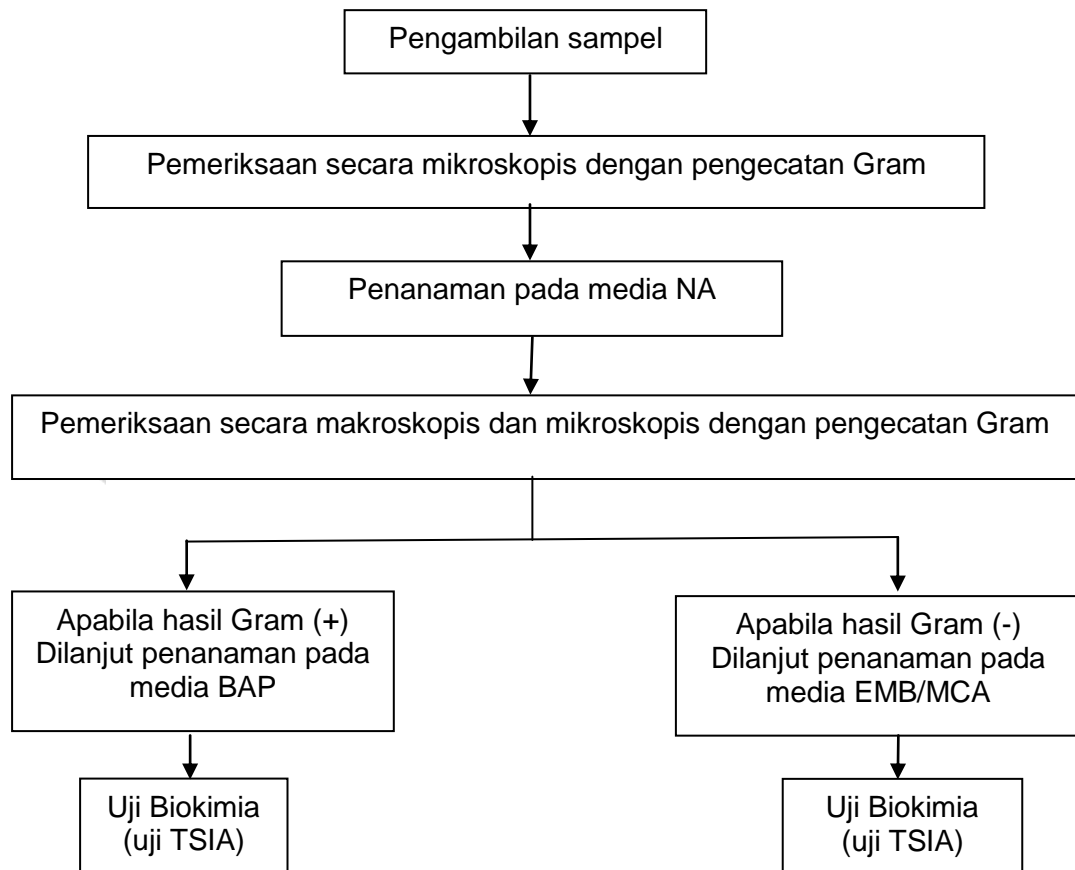 Pengambilan sampel
Pemeriksaan secara mikroskopis dengan pengecatan Gram
Penanaman pada media NA
Pemeriksaan secara makroskopis dan mikroskopis dengan pengecatan Gram
Apabila hasil Gram (+)
Dilanjut penanaman pada
media BAP
Apabila hasil Gram (-)
Dilanjut penanaman pada
media EMB/MCA
Uji Biokimia
(uji TSIA)
Uji Biokimia
(uji TSIA)